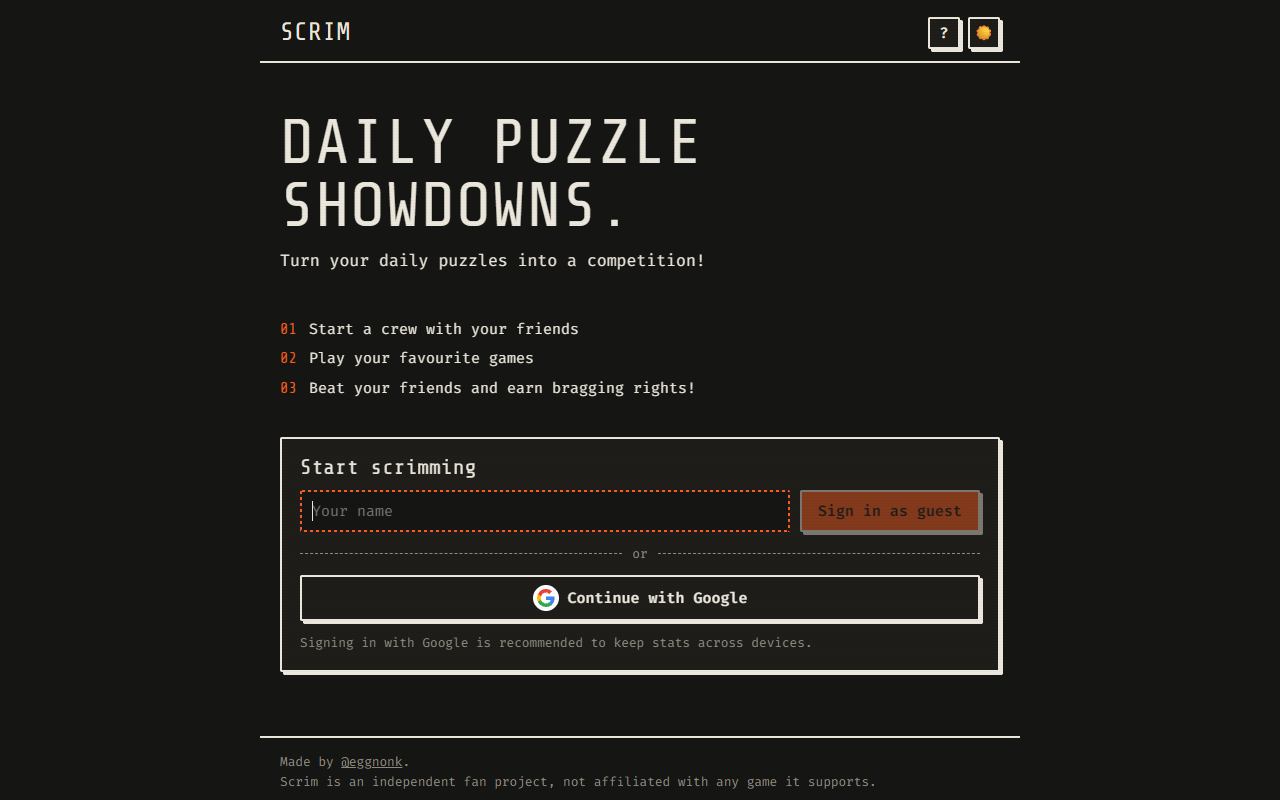 SCRIM
?
DAILY PUZZLE
SHOWDOWNS.
Turn your daily puzzles into a competition!
01 Start a crew with your friends
02 Play your favourite games
03 Beat your friends and earn bragging rights!
Start scrimming
Your name
Sign in as guest
or
Continue with Google
Signing in with Google is recommended to keep stats across devices.
Made by @eggnonk.
Scrim is an independent fan project, not affiliated with any game it supports.